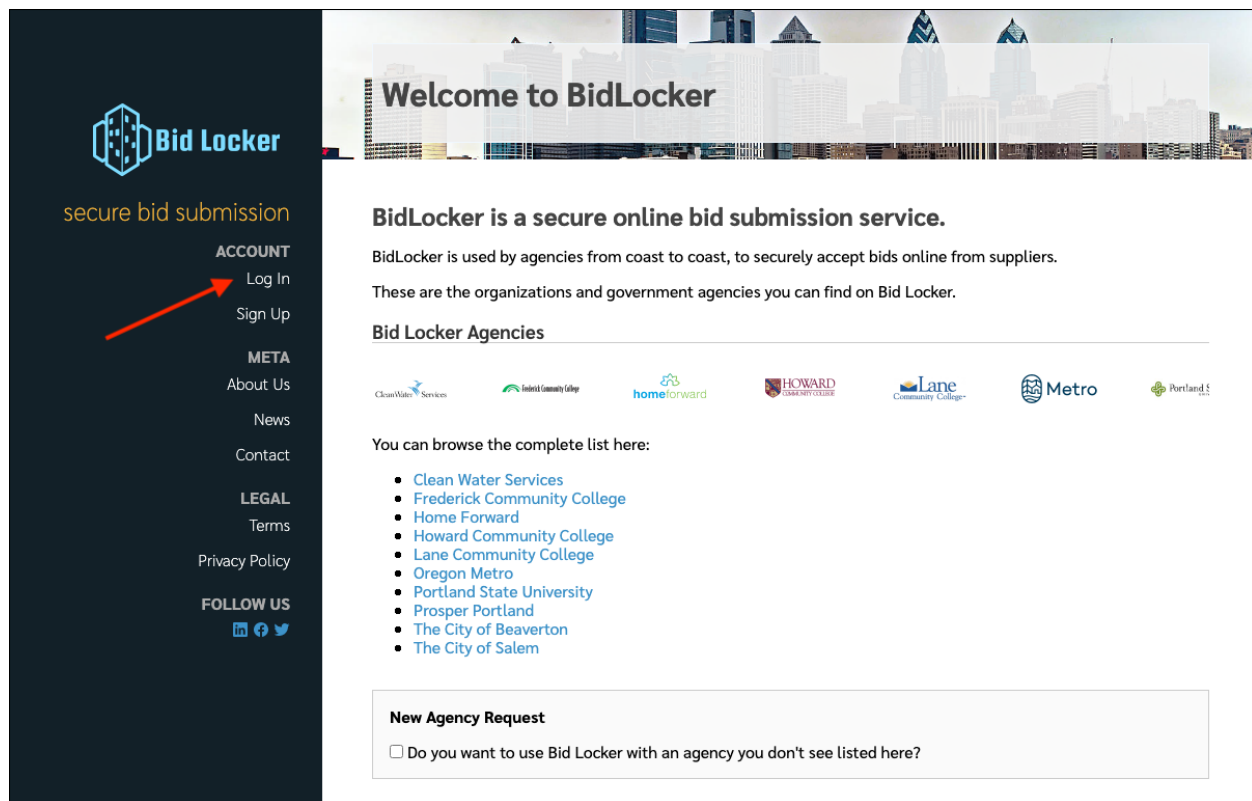 Bid Locker
secure bid submission
ACCOUNT
Log In
Sign Up
META
About Us
News
Contact
LEGAL
Terms
Privacy Policy
FOLLOW US
Welcome to BidLocker
BidLocker is a secure online bid submission service.
BidLocker is used by agencies from coast to coast, to securely accept bids online from suppliers.
These are the organizations and government agencies you can find on Bid Locker.
Bid Locker Agencies
CleanWater Services
Frederick Community College
homeforward
HOWARD
COMMUNITY COLLEGE
Lane
Community College
Metro
Portland S
You can browse the complete list here:
Clean Water Services
Frederick Community College
Home Forward
Howard Community College
Lane Community College
Oregon Metro
Portland State University
Prosper Portland
The City of Beaverton
The City of Salem
New Agency Request
Do you want to use Bid Locker with an agency you don't see listed here?